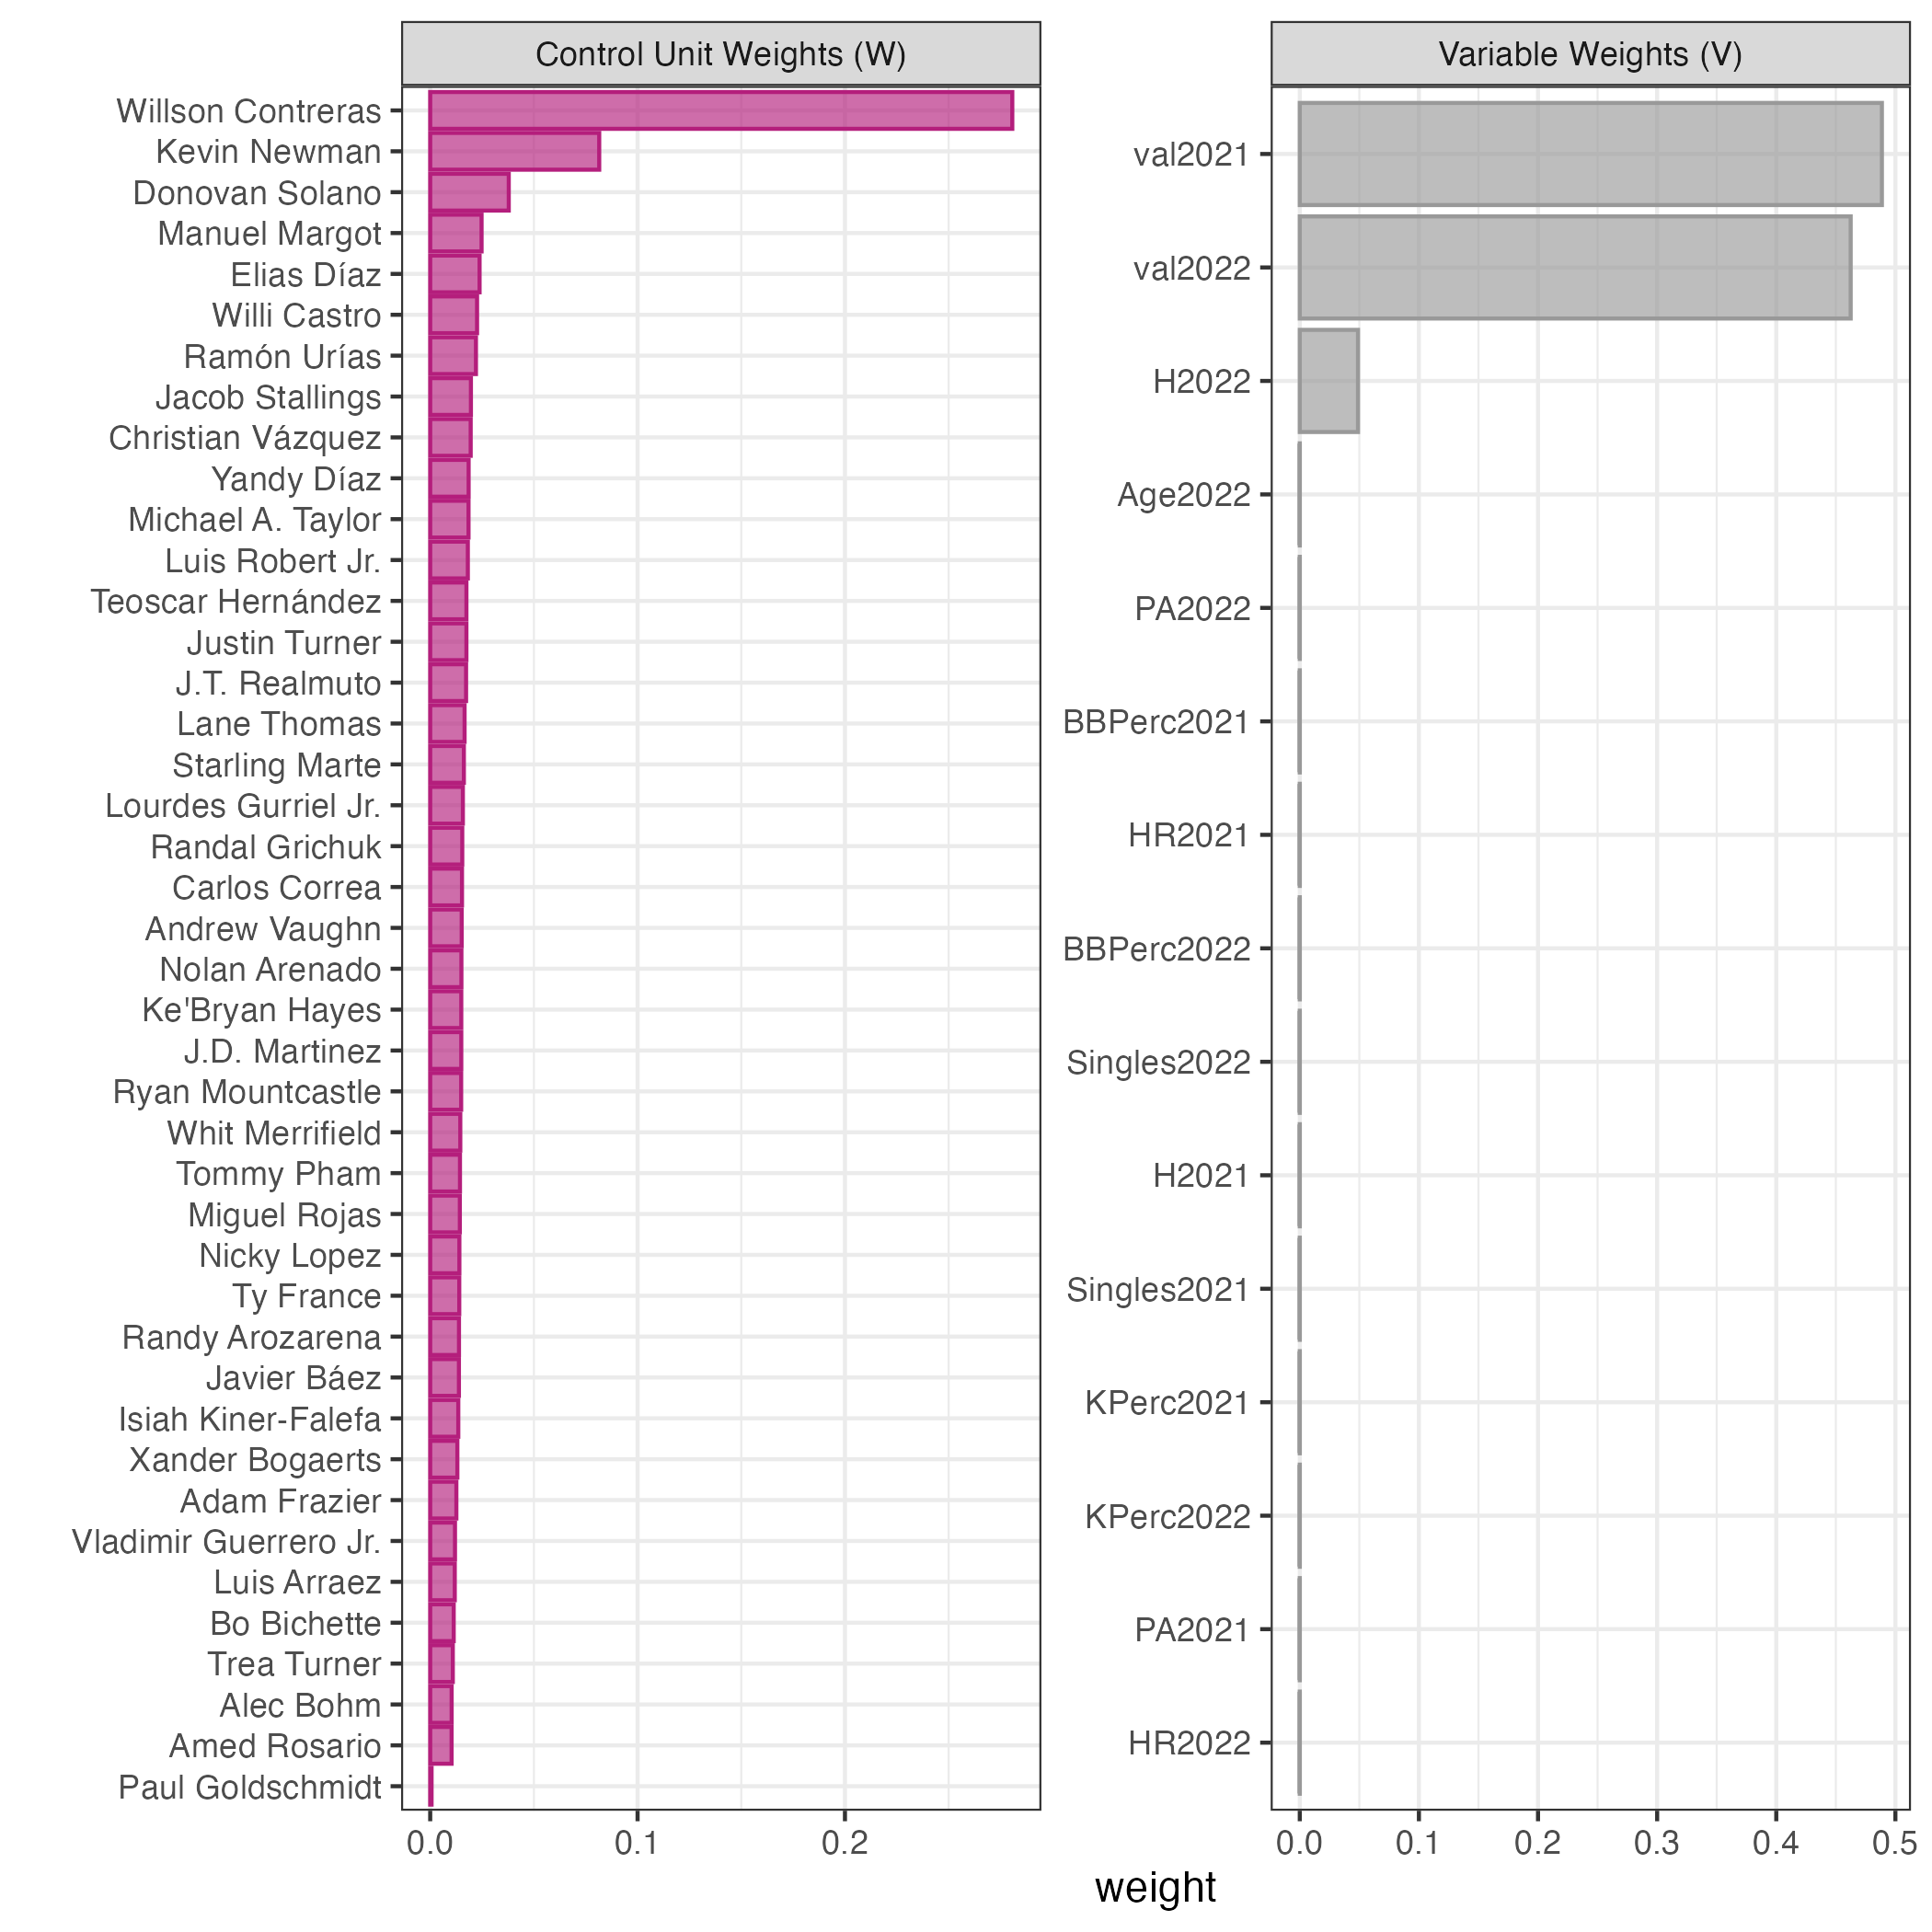 Control Unit Weights (W)
Willson Contreras
Kevin Newman
Donovan Solano
Manuel Margot
Elias Díaz
Willi Castro
Ramón Urías
Jacob Stallings
Christian Vázquez
Yandy Díaz
Michael A. Taylor
Luis Robert Jr.
Teoscar Hernández
Justin Turner
J.T. Realmuto
Lane Thomas
Starling Marte
Lourdes Gurriel Jr.
Randal Grichuk
Carlos Correa
Andrew Vaughn
Nolan Arenado
Ke'Bryan Hayes
J.D. Martinez
Ryan Mountcastle
Whit Merrifield
Tommy Pham
Miguel Rojas
Nicky Lopez
Ty France
Randy Arozarena
Javier Báez
Isiah Kiner-Falefa
Xander Bogaerts
Adam Frazier
Vladimir Guerrero Jr.
Luis Arraez
Bo Bichette
Trea Turner
Alec Bohm
Amed Rosario
Paul Goldschmidt
0.0 0.1 0.2
Variable Weights (V)
val2021
val2022
H2022
Age2022
PA2022
BBPerc2021
HR2021
BBPerc2022
Singles2022
H2021
Singles2021
KPerc2021
KPerc2022
PA2021
HR2022
0.0 0.1 0.2 0.3 0.4 0.5
weight